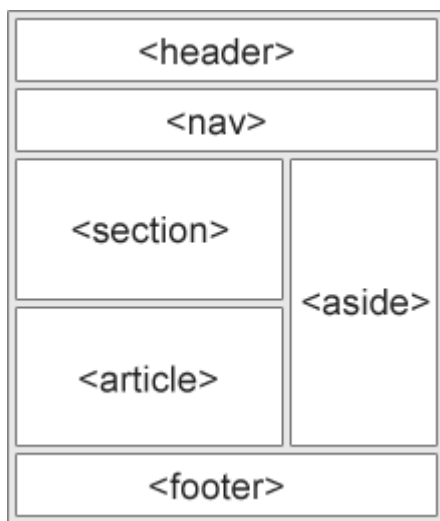 <header>
<nav>
<section>
<aside>
<article>
<footer>